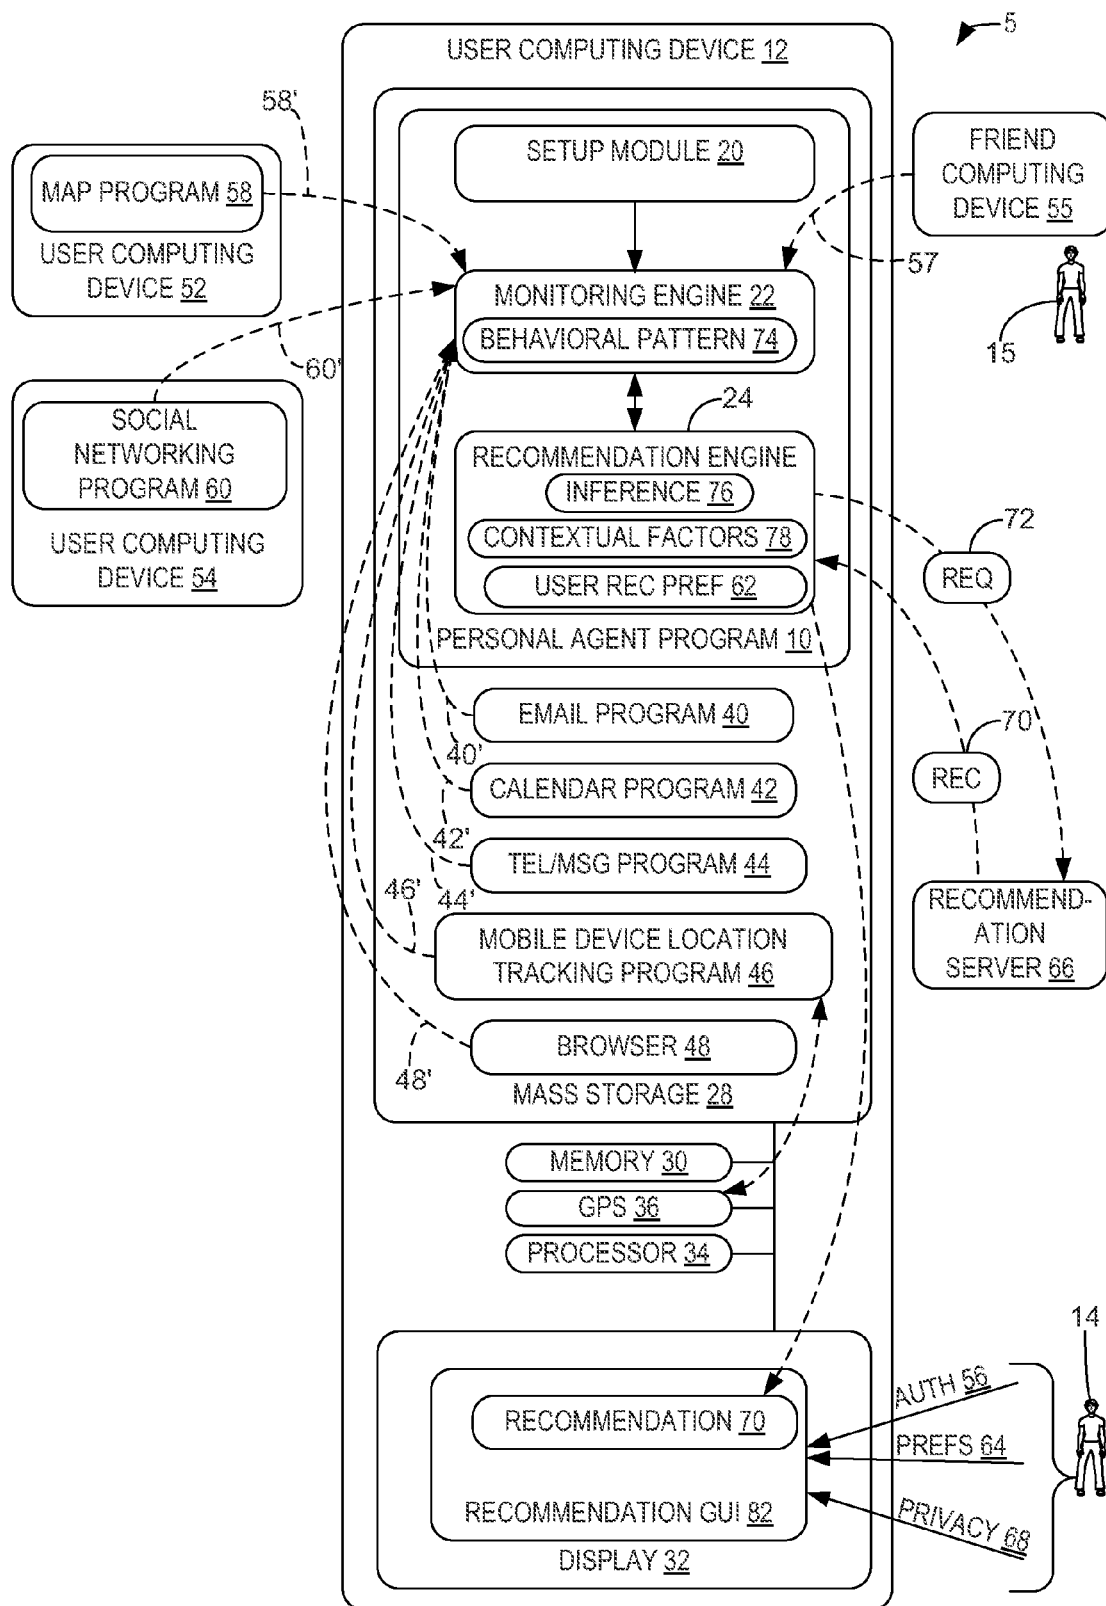 5
USER COMPUTING DEVICE 12
58'
SETUP MODULE 20
FRIEND
COMPUTING
DEVICE 55
MAP PROGRAM 58
USER COMPUTING
DEVICE 52
57
MONITORING ENGINE 22
BEHAVIORAL PATTERN 74
15
60'
SOCIAL
NETWORKING
PROGRAM 60
USER COMPUTING
DEVICE 54
24
RECOMMENDATION ENGINE
INFERENCE 76
CONTEXTUAL FACTORS 78
USER REC PREF 62
PERSONAL AGENT PROGRAM 10
72
REQ
EMAIL PROGRAM 40
40'
70
REC
CALENDAR PROGRAM 42
42'
TEL/MSG PROGRAM 44
44'
46'
MOBILE DEVICE LOCATION
TRACKING PROGRAM 46
RECOMMEND-
ATION
SERVER 66
BROWSER 48
48'
MASS STORAGE 28
MEMORY 30
GPS 36
PROCESSOR 34
14
AUTH 56
RECOMMENDATION 70
PREFS 64
RECOMMENDATION GUI 82
PRIVACY 68
DISPLAY 32